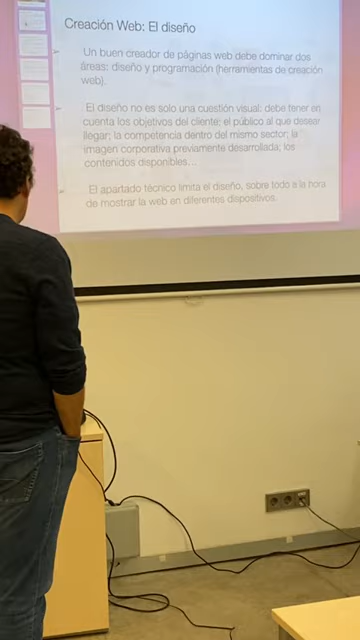 Creación Web: El diseño
Un buen creador de páginas web debe dominar dos
áreas: diseño y programación (herramientas de creación
web).
El diseño no es solo una cuestión visual: debe tener en
cuenta los objetivos del cliente; el público al que desear
llegar; la competencia dentro del mismo sector; la
imagen corporativa previamente desarrollada; los
contenidos disponibles...
El apartado técnico limita el diseño, sobre todo a la hora
de mostrar la web en diferentes dispositivos.